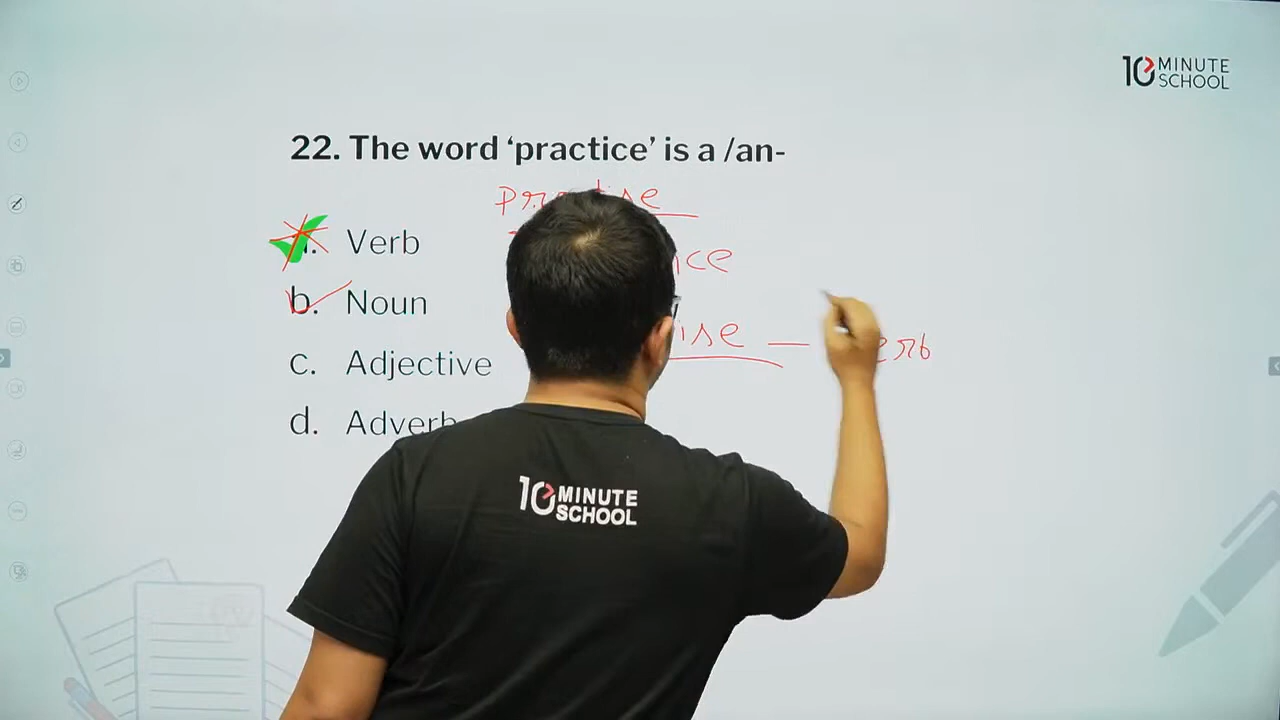 10 MINUTE
SCHOOL
22. The word ‘practice’ is a /an-
Verb
b. Noun
c. Adjective
d. Adverb
10 MINUTE
SCHOOL